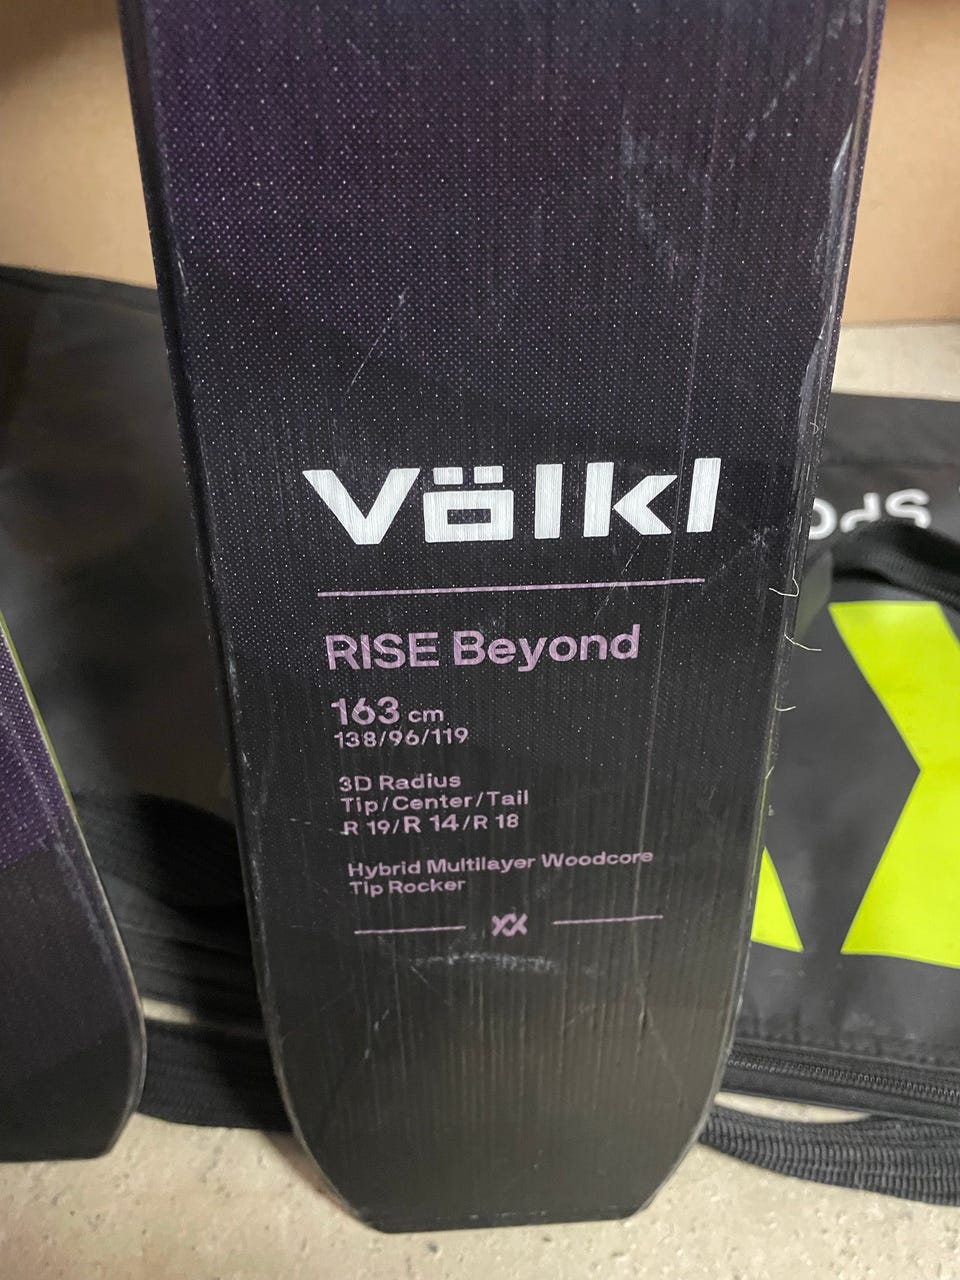 Völkl
RISE Beyond
163 cm
138/96/119
3D Radius
Tip/Center/Tail
R 19/R 14/R 18
Hybrid Multilayer Woodcore
Tip Rocker